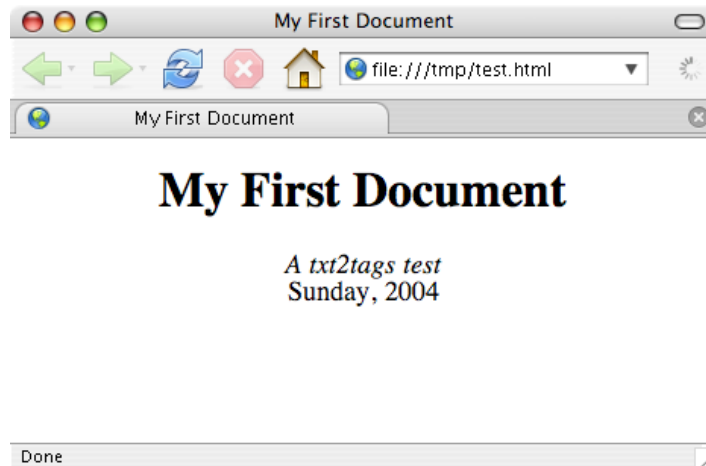 My First Document
file:///tmp/test.html
My First Document
My First Document
A txt2tags test
Sunday, 2004
Done